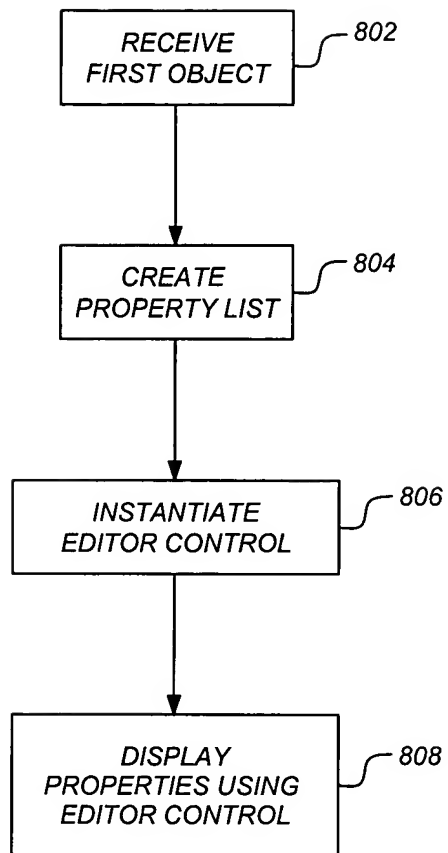 RECEIVE
FIRST OBJECT
802
CREATE
PROPERTY LIST
804
INSTANTIATE
EDITOR CONTROL
806
DISPLAY
PROPERTIES USING
EDITOR CONTROL
808